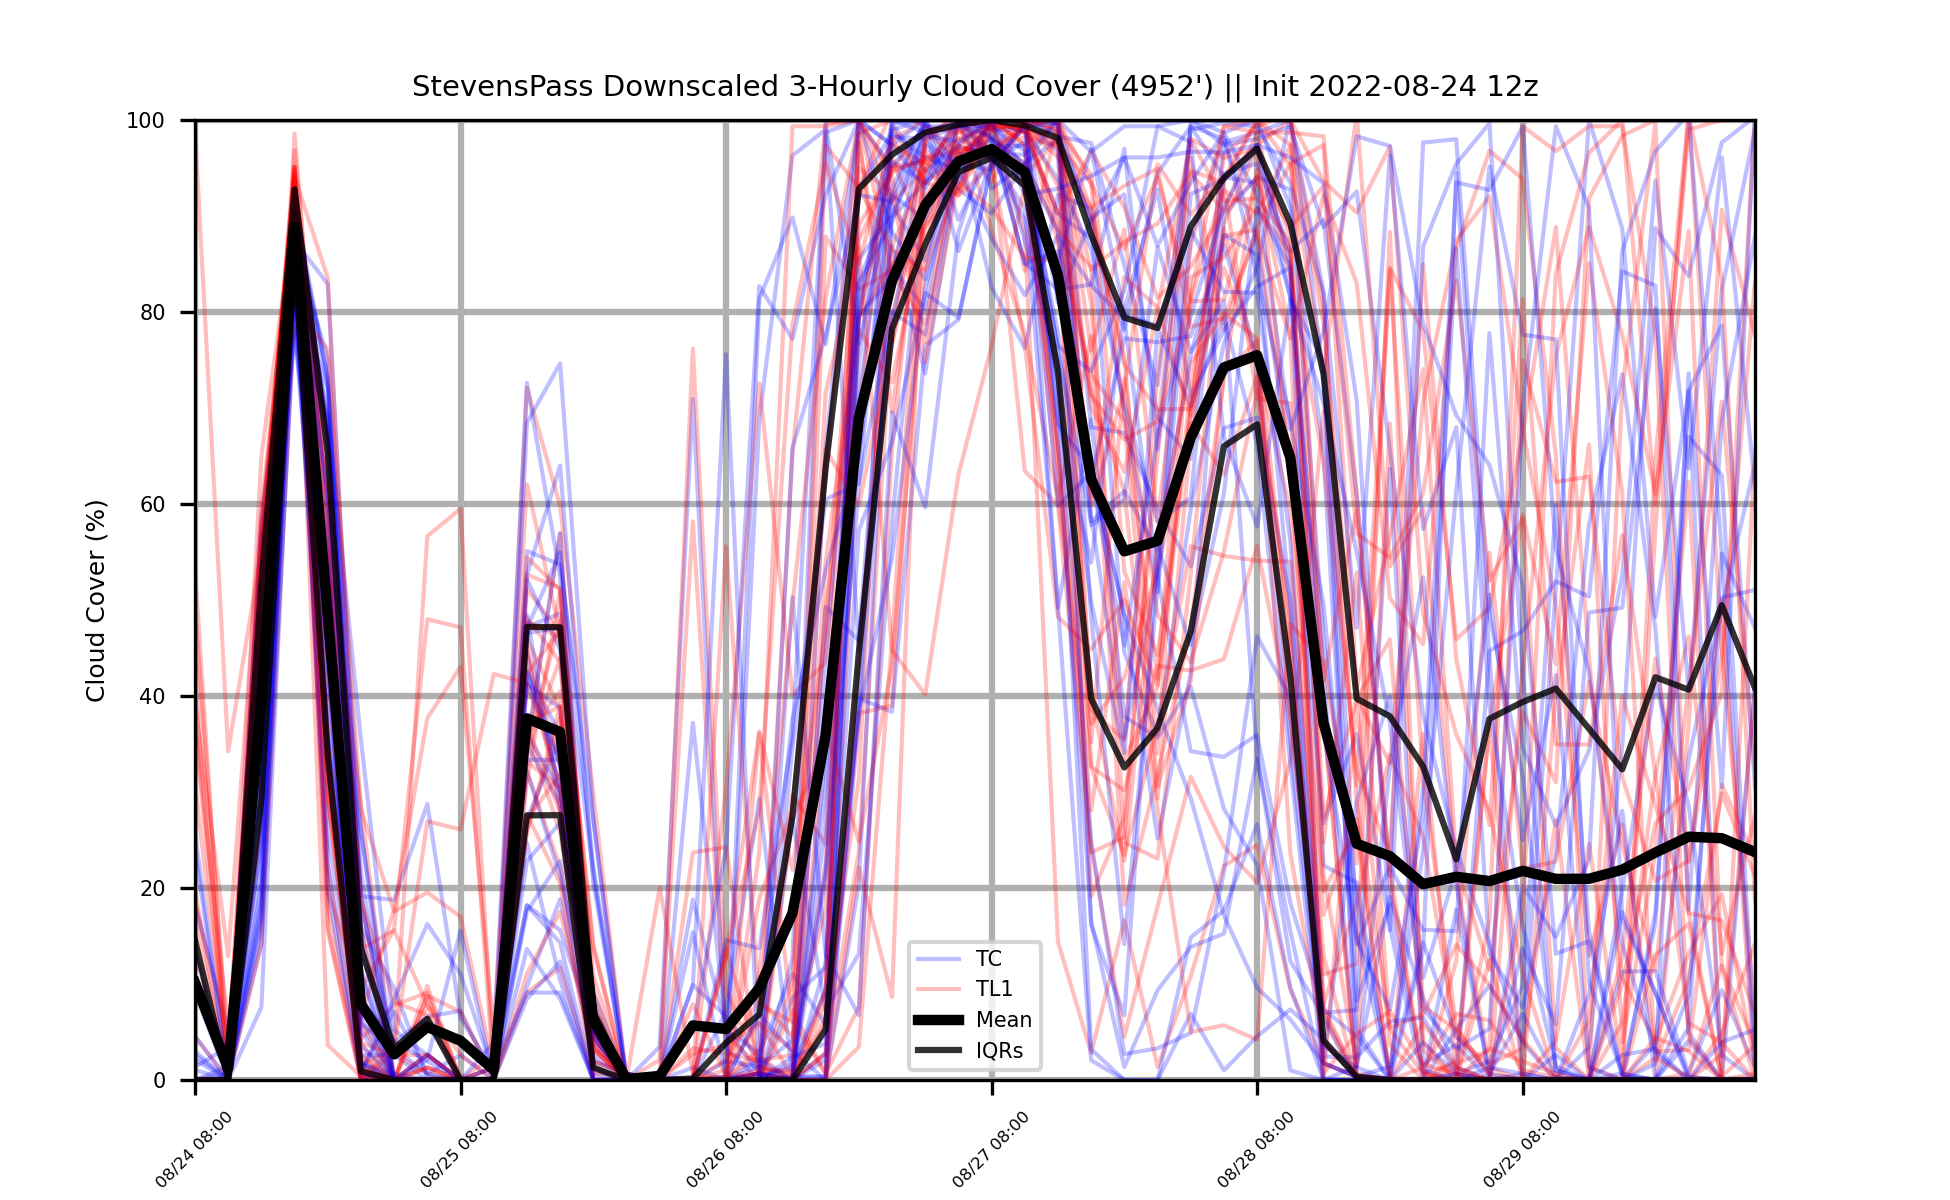 StevensPass Downscaled 3-Hourly Cloud Cover (4952') || Init 2022-08-24 12z
Cloud Cover (%)
100
80
60
40
20
0
TC
TL1
Mean
IQRs
08/24 08:00
08/25 08:00
08/26 08:00
08/27 08:00
08/28 08:00
08/29 08:00